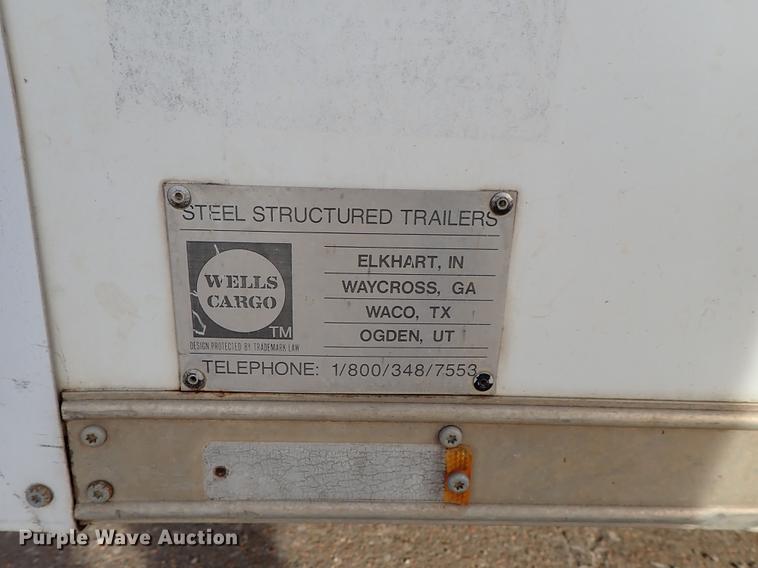 STEEL STRUCTURED TRAILERS
WELLS
CARGO
TM
DESIGN PROTECTED BY TRADEMARK LAW
ELKHART, IN
WAYCROSS, GA
WACO, TX
OGDEN, UT
TELEPHONE: 1/800/348/7553
Purple Wave Auction®